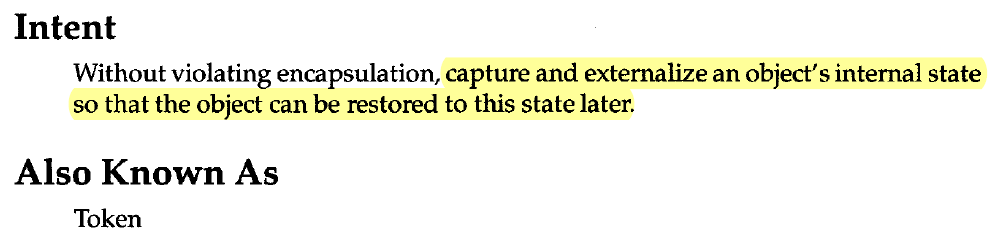 Intent
Without violating encapsulation, capture and externalize an object's internal state
so that the object can be restored to this state later.
Also Known As
Token